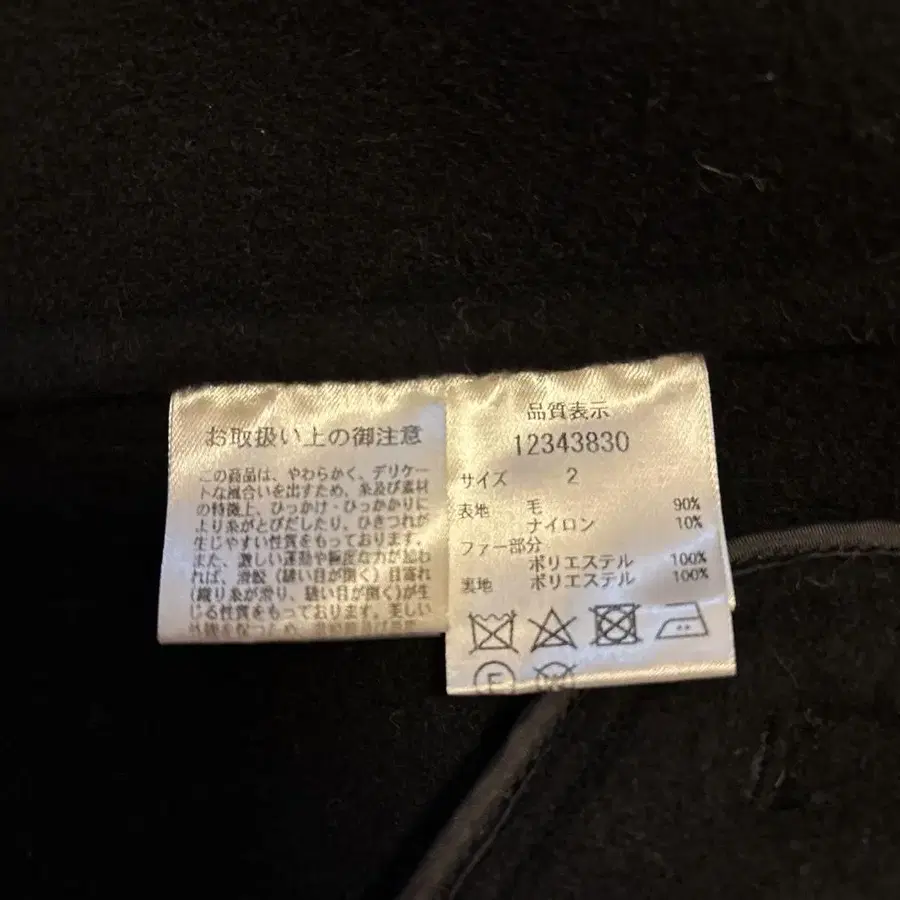 お取扱い上の御注意
この商品は、やわらかく、デリケー
トな風合いを出すため、糸及び素材
の特徴上、ひっかけ・ひっかかりに
より糸がとびだしたり、ひきつれが
生じやすい性質をもっております。
また、激しい運動や極度な力が加わ
れば、滑脱(縫い目が開く)目寄れ
(織り糸が滑り、縫い目が開く)が生
じる性質をもっております。美しい
品質表示
12343830
サイズ 2
表地 毛 90%
ナイロン 10%
ファー部分
ポリエステル 100%
裏地 ポリエステル 100%
F